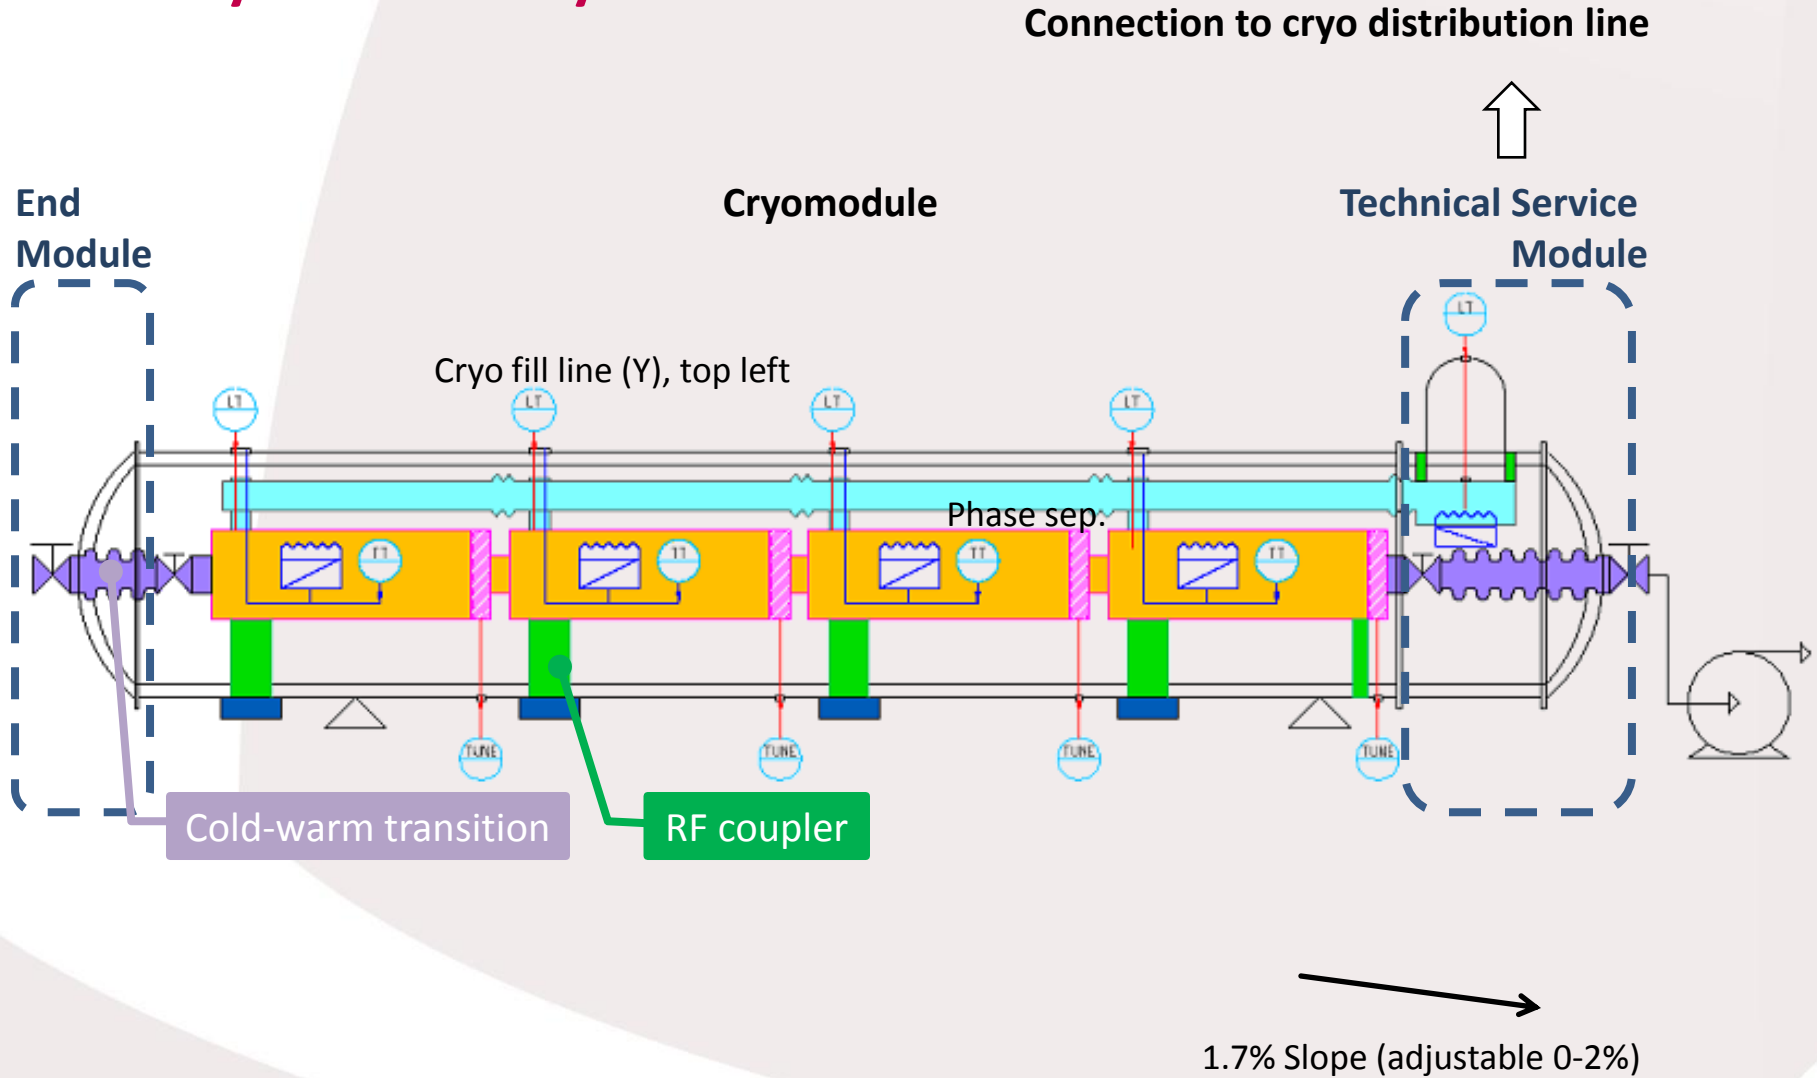 Connection to cryo distribution line
End
Module
Cryomodule
Technical Service
Module
LT
Cryo fill line (Y), top left
LT
LT
LT
LT
Phase sep.
TT
TT
TT
TT
TUNE
TUNE
TUNE
TUNE
Cold-warm transition
RF coupler
1.7% Slope (adjustable 0-2%)